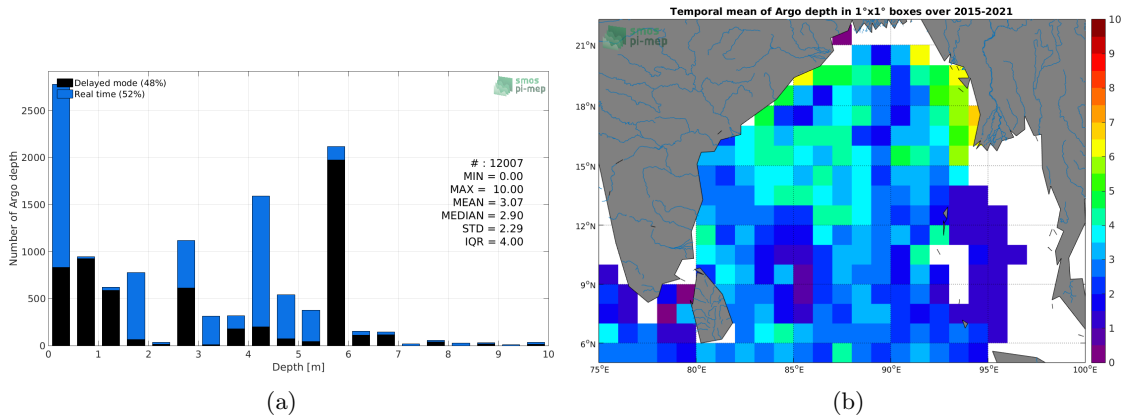 Delayed mode (48%)
Real time (52%)
smos
pi-mep
2500
2000
1500
1000
500
0
Number of Argo depth
# : 12007
MIN = 0.00
MAX = 10.00
MEAN = 3.07
MEDIAN = 2.90
STD = 2.29
IQR = 4.00
0 1 2 3 4 5 6 7 8 9 10
Depth [m]
(a)
Temporal mean of Argo depth in 1°x1° boxes over 2015-2021
smos
pi-mep
21°N
18°N
15°N
12°N
9°N
6°N
75°E 80°E 85°E 90°E 95°E 100°E
10
9
8
7
6
5
4
3
2
1
0
(b)